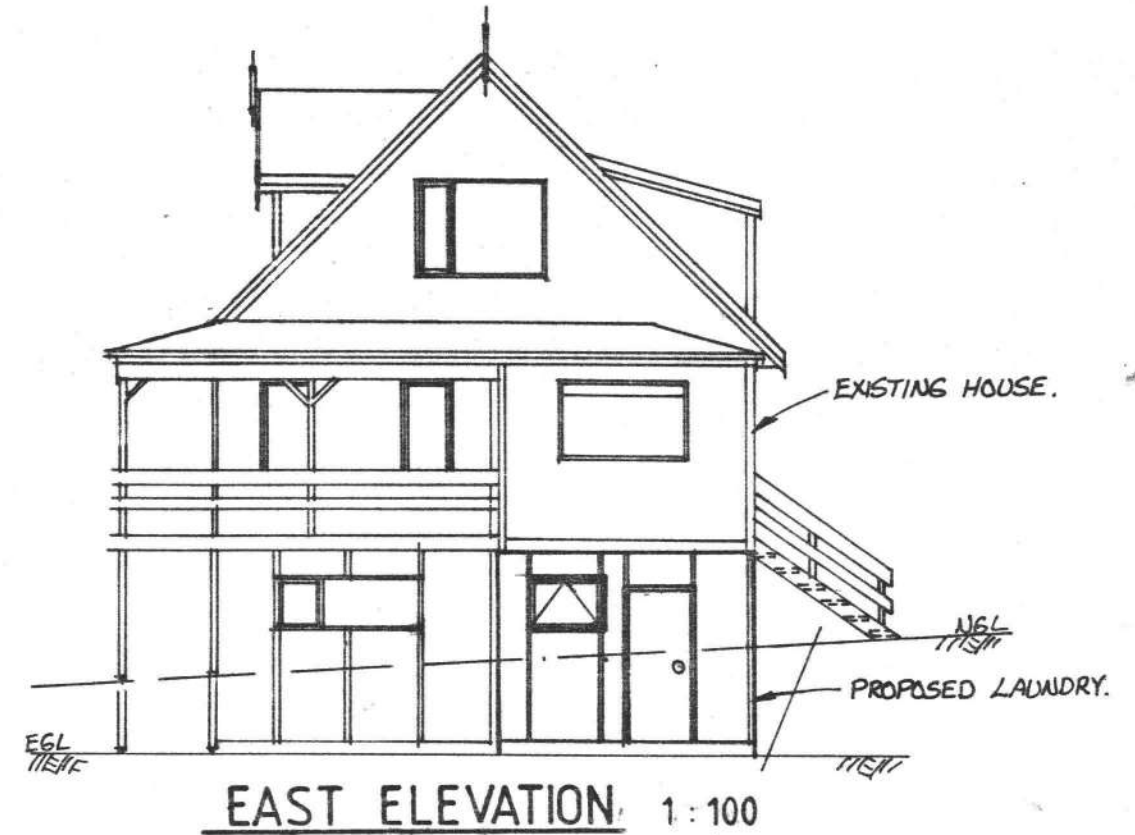 EXISTING HOUSE.
NGL
PROPOSED LAUNDRY.
EGL
EAST ELEVATION 1:100